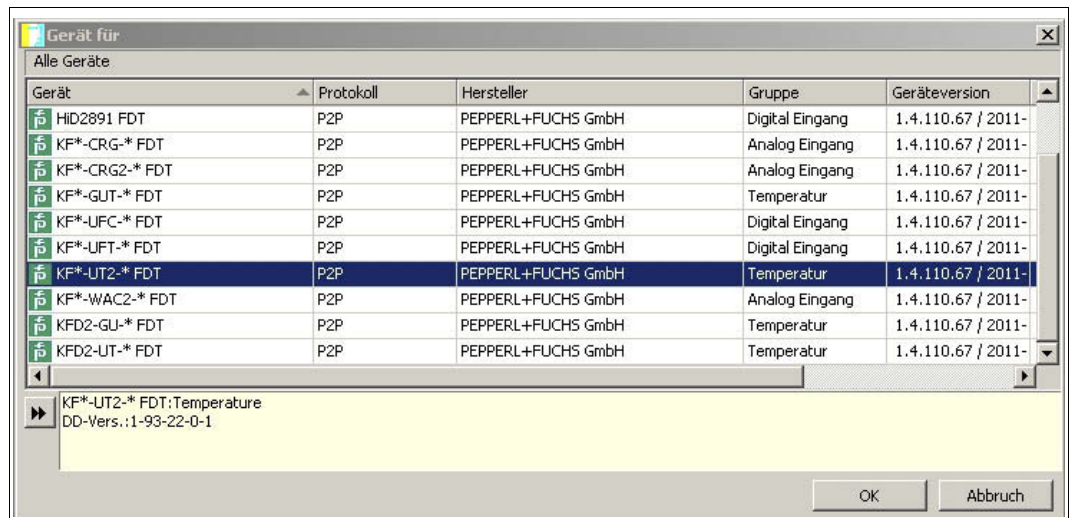 Gerät für
Alle Geräte
Gerät Protokoll Hersteller Gruppe Geräteversion
HiD2891 FDT P2P PEPPERL+FUCHS GmbH Digital Eingang 1.4.110.67 / 2011-
KF*-CRG-* FDT P2P PEPPERL+FUCHS GmbH Analog Eingang 1.4.110.67 / 2011-
KF*-CRG2-* FDT P2P PEPPERL+FUCHS GmbH Analog Eingang 1.4.110.67 / 2011-
KF*-GUT-* FDT P2P PEPPERL+FUCHS GmbH Temperatur 1.4.110.67 / 2011-
KF*-UFC-* FDT P2P PEPPERL+FUCHS GmbH Digital Eingang 1.4.110.67 / 2011-
KF*-UFT-* FDT P2P PEPPERL+FUCHS GmbH Digital Eingang 1.4.110.67 / 2011-
KF*-UT2-* FDT P2P PEPPERL+FUCHS GmbH Temperatur 1.4.110.67 / 2011-
KF*-WAC2-* FDT P2P PEPPERL+FUCHS GmbH Analog Eingang 1.4.110.67 / 2011-
KFD2-GU-* FDT P2P PEPPERL+FUCHS GmbH Temperatur 1.4.110.67 / 2011-
KFD2-UT-* FDT P2P PEPPERL+FUCHS GmbH Temperatur 1.4.110.67 / 2011-
KF*-UT2-* FDT:Temperature
DD-Vers.:1-93-22-0-1
OK Abbruch